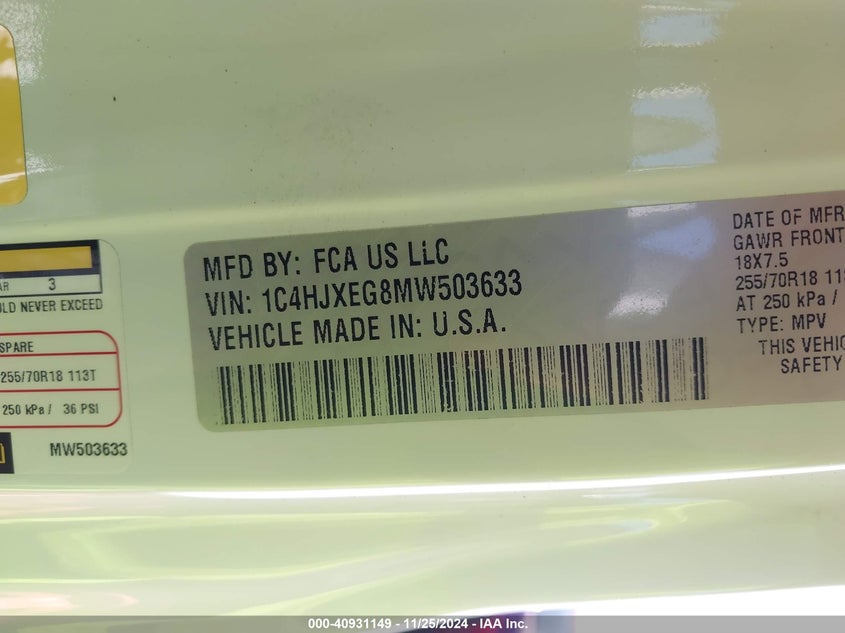 AR 3
ULD NEVER EXCEED
SPARE
255/70R18 113T
250 kPa / 36 PSI
MW503633
MFD BY: FCA US LLC
VIN: 1C4HJXEG8MW503633
VEHICLE MADE IN: U.S.A.
DATE OF MFR
GAWR FRONT
18X7.5
255/70R18 113
AT 250 kPa /
TYPE: MPV
THIS VEHIC
SAFETY
000-40931149 - 11/25/2024 - IAA Inc.